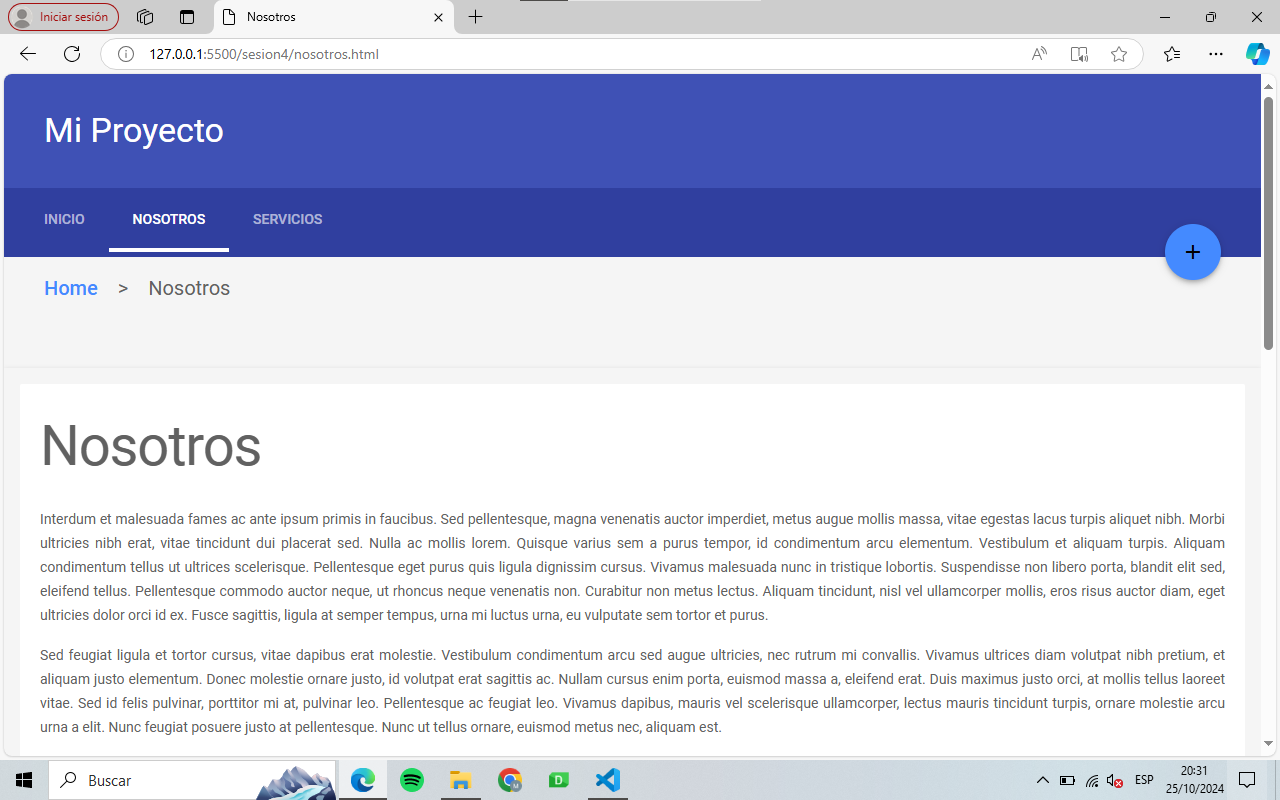 Iniciar sesión
Nosotros
127.0.0.1:5500/sesion4/nosotros.html
Mi Proyecto
INICIO NOSOTROS SERVICIOS
+
Home > Nosotros
Nosotros
Interdum et malesuada fames ac ante ipsum primis in faucibus. Sed pellentesque, magna venenatis auctor imperdiet, metus augue mollis massa, vitae egestas lacus turpis aliquet nibh. Morbi
ultricies nibh erat, vitae tincidunt dui placerat sed. Nulla ac mollis lorem. Quisque varius sem a purus tempor, id condimentum arcu elementum. Vestibulum et aliquam turpis. Aliquam
condimentum tellus ut ultrices scelerisque. Pellentesque eget purus quis ligula dignissim cursus. Vivamus malesuada nunc in tristique lobortis. Suspendisse non libero porta, blandit elit sed,
eleifend tellus. Pellentesque commodo auctor neque, ut rhoncus neque venenatis non. Curabitur non metus lectus. Aliquam tincidunt, nisl vel ullamcorper mollis, eros risus auctor diam, eget
ultricies dolor orci id ex. Fusce sagittis, ligula at semper tempus, urna mi luctus urna, eu vulputate sem tortor et purus.
Sed feugiat ligula et tortor cursus, vitae dapibus erat molestie. Vestibulum condimentum arcu sed augue ultricies, nec rutrum mi convallis. Vivamus ultrices diam volutpat nibh pretium, et
aliquam justo elementum. Donec molestie ornare justo, id volutpat erat sagittis ac. Nullam cursus enim porta, euismod massa a, eleifend erat. Duis maximus justo orci, at mollis tellus laoreet
vitae. Sed id felis pulvinar, porttitor mi at, pulvinar leo. Pellentesque ac feugiat leo. Vivamus dapibus, mauris vel scelerisque ullamcorper, lectus mauris tincidunt turpis, ornare molestie arcu
urna a elit. Nunc feugiat posuere justo at pellentesque. Nunc ut tellus ornare, euismod metus nec, aliquam est.
Buscar
ESP
20:31
25/10/2024